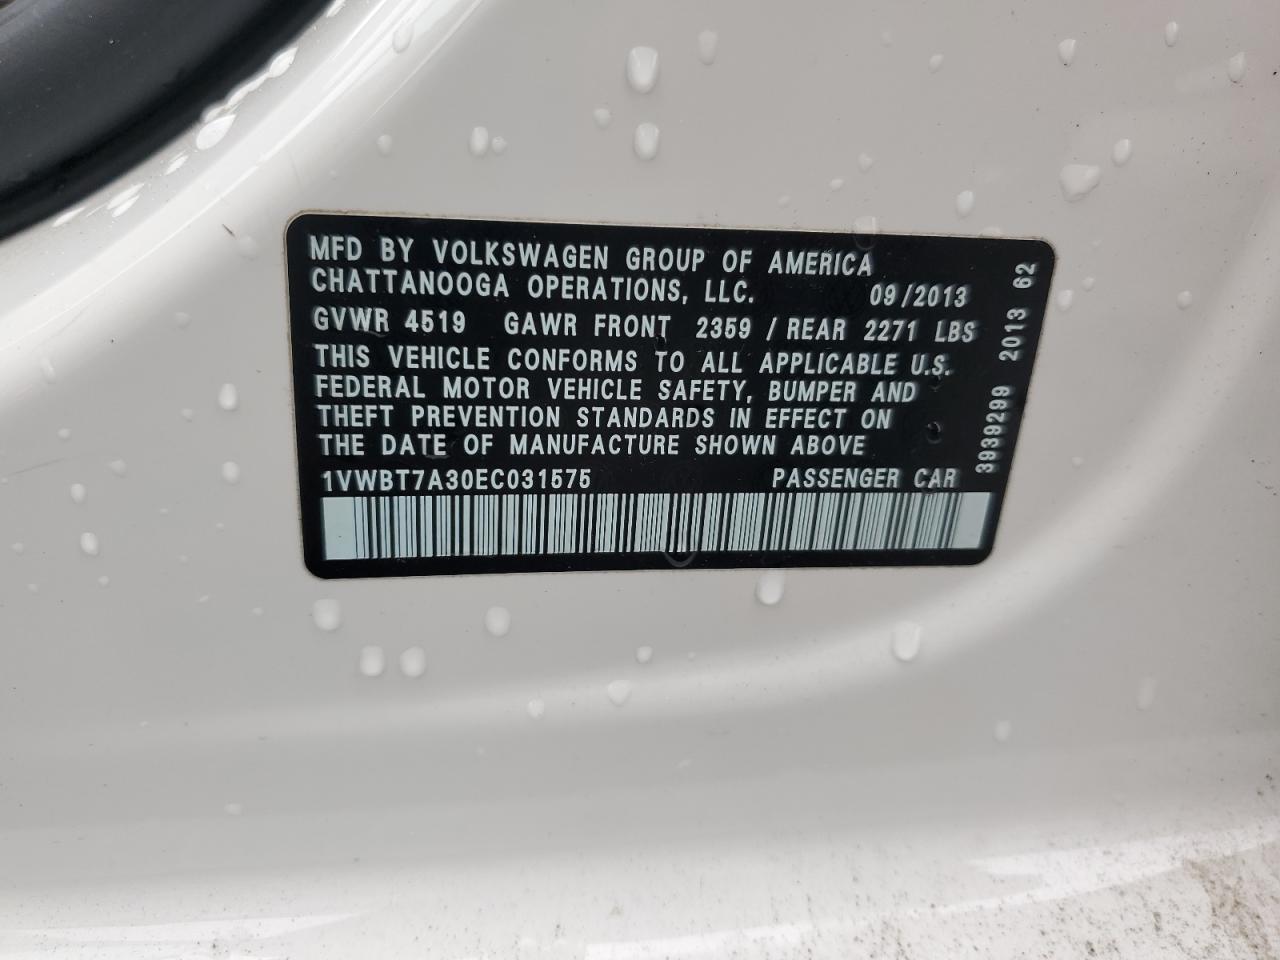 MFD BY VOLKSWAGEN GROUP OF AMERICA
CHATTANOOGA OPERATIONS, LLC. 09/2013
GVWR 4519 GAWR FRONT 2359 / REAR 2271 LBS
THIS VEHICLE CONFORMS TO ALL APPLICABLE U.S.
FEDERAL MOTOR VEHICLE SAFETY, BUMPER AND
THEFT PREVENTION STANDARDS IN EFFECT ON
THE DATE OF MANUFACTURE SHOWN ABOVE
1VWBT7A30EC031575 PASSENGER CAR
3939299 2013 62